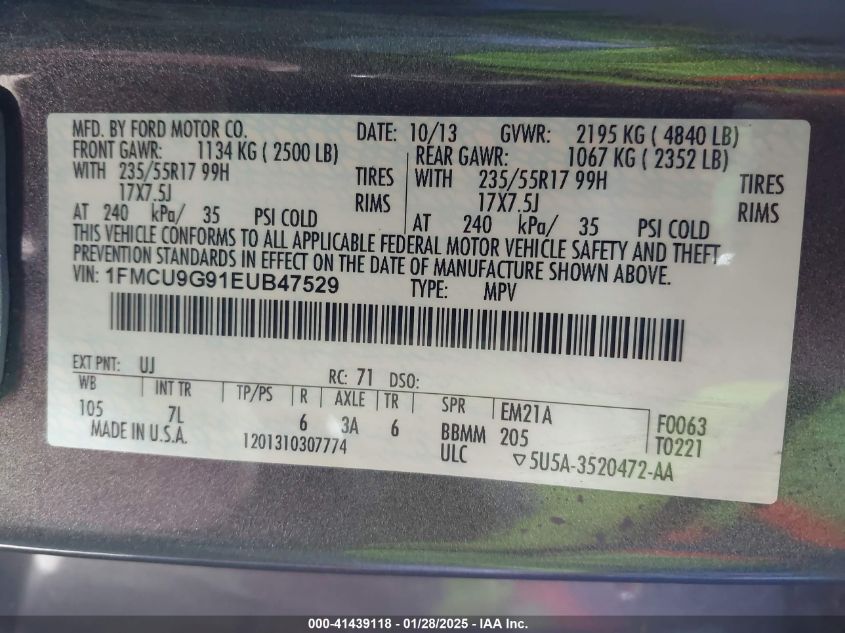 MFD. BY FORD MOTOR CO. DATE: 10/13 GVWR: 2195 KG ( 4840 LB)
FRONT GAWR: 1134 KG ( 2500 LB) REAR GAWR: 1067 KG ( 2352 LB)
WITH 235/55R17 99H TIRES WITH 235/55R17 99H TIRES
17X7.5J RIMS 17X7.5J RIMS
AT 240 kPa/ 35 PSI COLD AT 240 kPa/ 35 PSI COLD
THIS VEHICLE CONFORMS TO ALL APPLICABLE FEDERAL MOTOR VEHICLE SAFETY AND THEFT
PREVENTION STANDARDS IN EFFECT ON THE DATE OF MANUFACTURE SHOWN ABOVE.
VIN: 1FMCU9G91EUB47529 TYPE: MPV
EXT PNT: UJ RC: 71 DSO:
WB INT TR TP/PS R AXLE TR SPR EM21A F0063
105 7L 6 3A 6 BBMM 205 T0221
MADE IN U.S.A. 1201310307774 ULC ▽5U5A-3520472-AA
000-41439118 - 01/28/2025 - IAA Inc.